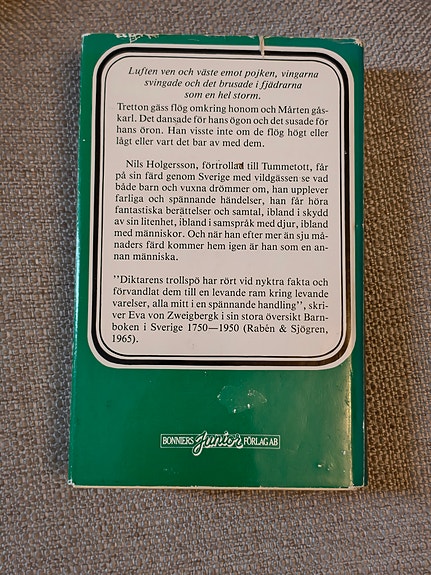 Luften ven och väste emot pojken, vingarna
svingade och det brusade i fjädrarna
som en hel storm.
Tretton gäss flög omkring honom och Mårten gås-
karl. Det dansade för hans ögon och det susade för
hans öron. Han visste inte om de flög högt eller
lågt eller vart det bar av med dem.
Nils Holgersson, förtrollad till Tummetott, får
på sin färd genom Sverige med vildgässen se vad
både barn och vuxna drömmer om, han upplever
farliga och spännande händelser, han får höra
fantastiska berättelser och samtal, ibland i skydd
av sin litenhet, ibland i samspråk med djur, ibland
med människor. Och när han efter mer än sju må-
naders färd kommer hem igen är han som en an-
nan människa.
''Diktarens trollspö har rört vid nyktra fakta och
förvandlat dem till en levande ram kring levande
varelser, alla mitt i en spännande handling'', skri-
ver Eva von Zweigbergk i sin stora översikt Barn-
boken i Sverige 1750—1950 (Rabén & Sjögren,
1965).
BONNIERS Junior FÖRLAG AB